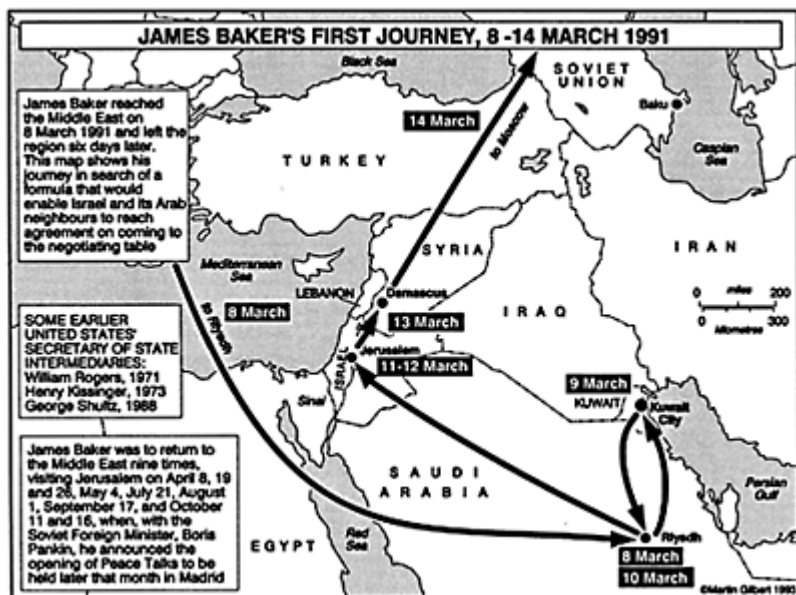 JAMES BAKER'S FIRST JOURNEY, 8 -14 MARCH 1991
Black Sea
SOVIET
UNION
Baku
Caspian
Sea
James Baker reached
the Middle East on
8 March 1991 and left the
region six days later.
This map shows his
journey in search of a
formula that would
enable Israel and its Arab
neighbours to reach
agreement on coming to
the negotiating table
14 March
to Moscow
TURKEY
Mediterranean
Sea
LEBANON
SYRIA
IRAN
8 March
to Riyadh
Damascus
13 March
IRAQ
miles
0 200
0 300
Kilometres
SOME EARLIER
UNITED STATES'
SECRETARY OF STATE
INTERMEDIARIES:
William Rogers, 1971
Henry Kissinger, 1973
George Shultz, 1988
Jerusalem
11-12 March
ISRAEL
Sinai
9 March
KUWAIT
Kuwait
City
James Baker was to return to
the Middle East nine times,
visiting Jerusalem on April 8, 19
and 26, May 4, July 21, August
1, September 17, and October
11 and 16, when, with the
Soviet Foreign Minister, Boris
Pankin, he announced the
opening of Peace Talks to be
held later that month in Madrid
SAUDI
ARABIA
Persian
Gulf
EGYPT
Red
Sea
Riyadh
8 March
10 March
©Martin Gilbert 1993